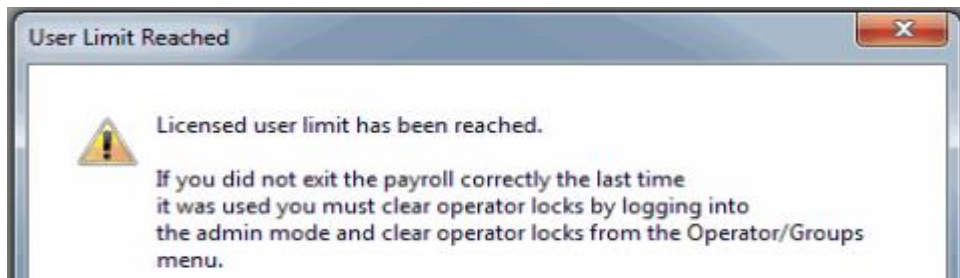 User Limit Reached
Licensed user limit has been reached.
If you did not exit the payroll correctly the last time
it was used you must clear operator locks by logging into
the admin mode and clear operator locks from the Operator/Groups
menu.